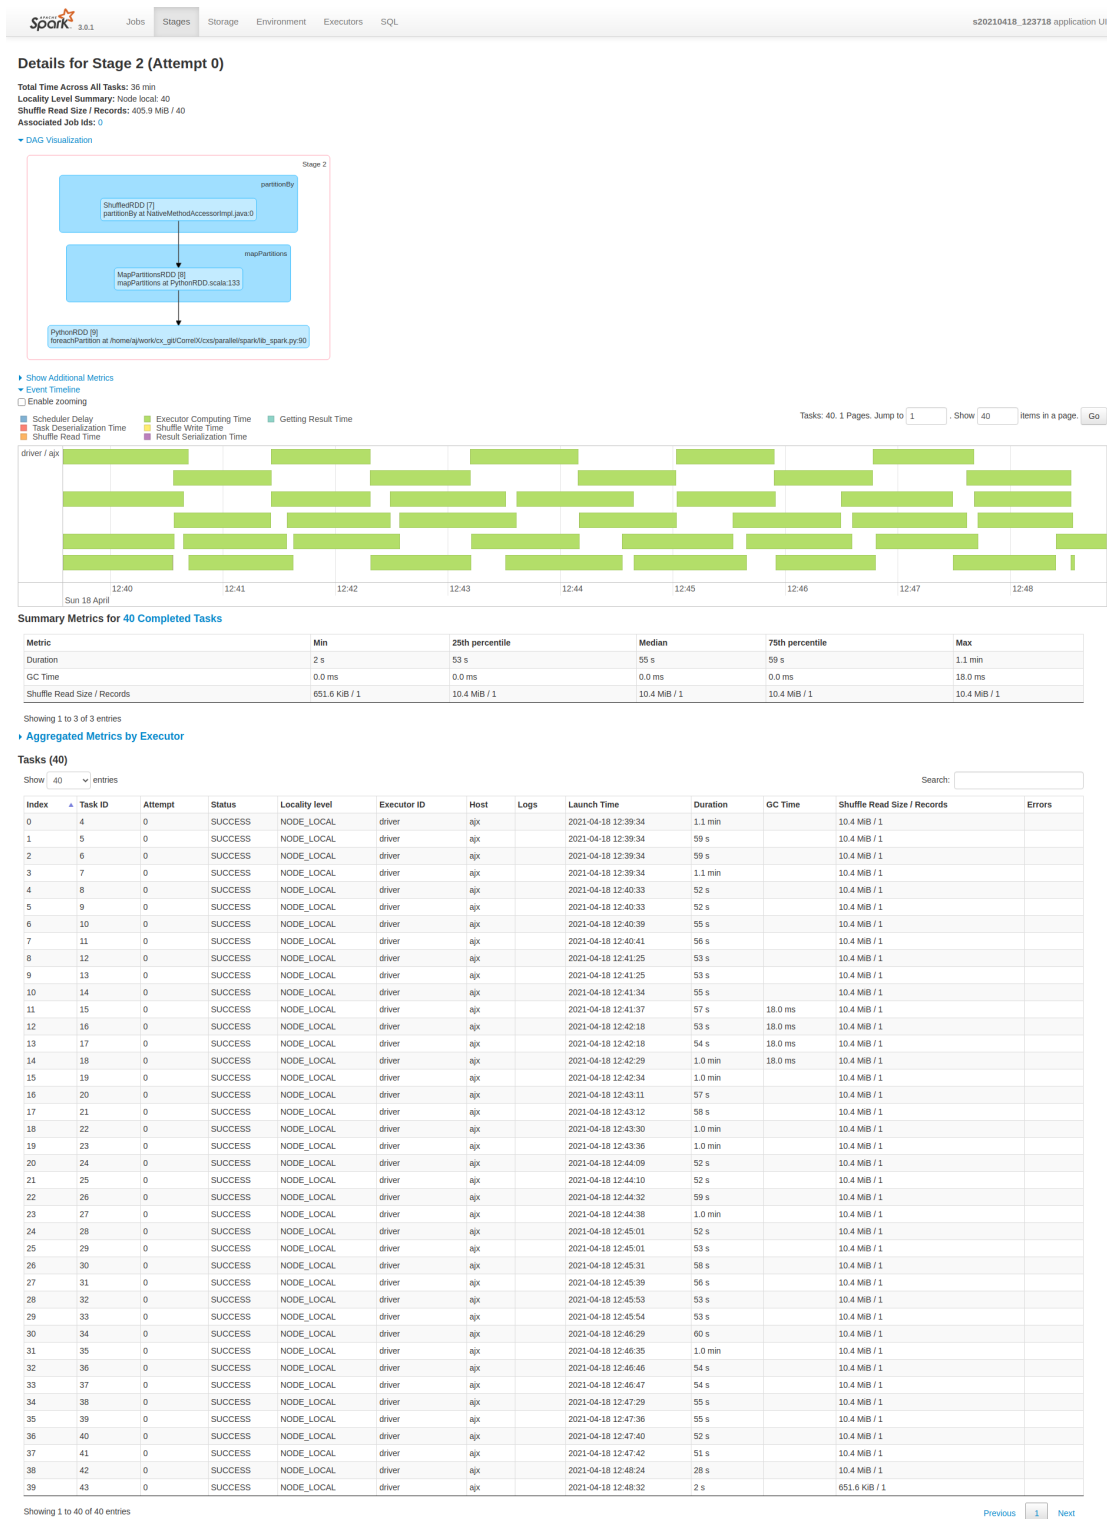 APACHE Spark 3.0.1 Jobs Stages Storage Environment Executors SQL s20210418_123718 application UI
Details for Stage 2 (Attempt 0)
Total Time Across All Tasks: 36 min
Locality Level Summary: Node local: 40
Shuffle Read Size / Records: 405.9 MiB / 40
Associated Job Ids: 0
DAG Visualization
Stage 2
partitionBy
ShuffledRDD [7]
partitionBy at NativeMethodAccessorImpl.java:0
mapPartitions
MapPartitionsRDD [8]
mapPartitions at PythonRDD.scala:133
PythonRDD [9]
foreachPartition at /home/aj/work/cx_git/CorrelX/cxs/parallel/spark/lib_spark.py:90
Show Additional Metrics
Event Timeline
Enable zooming
Tasks: 40. 1 Pages. Jump to 1 . Show 40 items in a page. Go
Scheduler Delay Executor Computing Time Getting Result Time
Task Deserialization Time Shuffle Write Time
Shuffle Read Time Result Serialization Time
driver / ajx
12:40 12:41 12:42 12:43 12:44 12:45 12:46 12:47 12:48
Sun 18 April
Summary Metrics for 40 Completed Tasks
Metric Min 25th percentile Median 75th percentile Max
Duration 2 s 53 s 55 s 59 s 1.1 min
GC Time 0.0 ms 0.0 ms 0.0 ms 0.0 ms 18.0 ms
Shuffle Read Size / Records 651.6 KiB / 1 10.4 MiB / 1 10.4 MiB / 1 10.4 MiB / 1 10.4 MiB / 1
Showing 1 to 3 of 3 entries
Aggregated Metrics by Executor
Tasks (40)
Show 40 entries Search:
Index Task ID Attempt Status Locality level Executor ID Host Logs Launch Time Duration GC Time Shuffle Read Size / Records Errors
0 4 0 SUCCESS NODE_LOCAL driver ajx 2021-04-18 12:39:34 1.1 min 10.4 MiB / 1
1 5 0 SUCCESS NODE_LOCAL driver ajx 2021-04-18 12:39:34 59 s 10.4 MiB / 1
2 6 0 SUCCESS NODE_LOCAL driver ajx 2021-04-18 12:39:34 59 s 10.4 MiB / 1
3 7 0 SUCCESS NODE_LOCAL driver ajx 2021-04-18 12:39:34 1.1 min 10.4 MiB / 1
4 8 0 SUCCESS NODE_LOCAL driver ajx 2021-04-18 12:40:33 52 s 10.4 MiB / 1
5 9 0 SUCCESS NODE_LOCAL driver ajx 2021-04-18 12:40:33 52 s 10.4 MiB / 1
6 10 0 SUCCESS NODE_LOCAL driver ajx 2021-04-18 12:40:39 55 s 10.4 MiB / 1
7 11 0 SUCCESS NODE_LOCAL driver ajx 2021-04-18 12:40:41 56 s 10.4 MiB / 1
8 12 0 SUCCESS NODE_LOCAL driver ajx 2021-04-18 12:41:25 53 s 10.4 MiB / 1
9 13 0 SUCCESS NODE_LOCAL driver ajx 2021-04-18 12:41:25 53 s 10.4 MiB / 1
10 14 0 SUCCESS NODE_LOCAL driver ajx 2021-04-18 12:41:34 55 s 10.4 MiB / 1
11 15 0 SUCCESS NODE_LOCAL driver ajx 2021-04-18 12:41:37 57 s 18.0 ms 10.4 MiB / 1
12 16 0 SUCCESS NODE_LOCAL driver ajx 2021-04-18 12:42:18 53 s 18.0 ms 10.4 MiB / 1
13 17 0 SUCCESS NODE_LOCAL driver ajx 2021-04-18 12:42:18 54 s 18.0 ms 10.4 MiB / 1
14 18 0 SUCCESS NODE_LOCAL driver ajx 2021-04-18 12:42:29 1.0 min 18.0 ms 10.4 MiB / 1
15 19 0 SUCCESS NODE_LOCAL driver ajx 2021-04-18 12:42:34 1.0 min 10.4 MiB / 1
16 20 0 SUCCESS NODE_LOCAL driver ajx 2021-04-18 12:43:11 57 s 10.4 MiB / 1
17 21 0 SUCCESS NODE_LOCAL driver ajx 2021-04-18 12:43:12 58 s 10.4 MiB / 1
18 22 0 SUCCESS NODE_LOCAL driver ajx 2021-04-18 12:43:30 1.0 min 10.4 MiB / 1
19 23 0 SUCCESS NODE_LOCAL driver ajx 2021-04-18 12:43:36 1.0 min 10.4 MiB / 1
20 24 0 SUCCESS NODE_LOCAL driver ajx 2021-04-18 12:44:09 52 s 10.4 MiB / 1
21 25 0 SUCCESS NODE_LOCAL driver ajx 2021-04-18 12:44:10 52 s 10.4 MiB / 1
22 26 0 SUCCESS NODE_LOCAL driver ajx 2021-04-18 12:44:32 59 s 10.4 MiB / 1
23 27 0 SUCCESS NODE_LOCAL driver ajx 2021-04-18 12:44:38 1.0 min 10.4 MiB / 1
24 28 0 SUCCESS NODE_LOCAL driver ajx 2021-04-18 12:45:01 52 s 10.4 MiB / 1
25 29 0 SUCCESS NODE_LOCAL driver ajx 2021-04-18 12:45:01 53 s 10.4 MiB / 1
26 30 0 SUCCESS NODE_LOCAL driver ajx 2021-04-18 12:45:31 58 s 10.4 MiB / 1
27 31 0 SUCCESS NODE_LOCAL driver ajx 2021-04-18 12:45:39 56 s 10.4 MiB / 1
28 32 0 SUCCESS NODE_LOCAL driver ajx 2021-04-18 12:45:53 53 s 10.4 MiB / 1
29 33 0 SUCCESS NODE_LOCAL driver ajx 2021-04-18 12:45:54 53 s 10.4 MiB / 1
30 34 0 SUCCESS NODE_LOCAL driver ajx 2021-04-18 12:46:29 60 s 10.4 MiB / 1
31 35 0 SUCCESS NODE_LOCAL driver ajx 2021-04-18 12:46:35 1.0 min 10.4 MiB / 1
32 36 0 SUCCESS NODE_LOCAL driver ajx 2021-04-18 12:46:46 54 s 10.4 MiB / 1
33 37 0 SUCCESS NODE_LOCAL driver ajx 2021-04-18 12:46:47 54 s 10.4 MiB / 1
34 38 0 SUCCESS NODE_LOCAL driver ajx 2021-04-18 12:47:29 55 s 10.4 MiB / 1
35 39 0 SUCCESS NODE_LOCAL driver ajx 2021-04-18 12:47:36 55 s 10.4 MiB / 1
36 40 0 SUCCESS NODE_LOCAL driver ajx 2021-04-18 12:47:40 52 s 10.4 MiB / 1
37 41 0 SUCCESS NODE_LOCAL driver ajx 2021-04-18 12:47:42 51 s 10.4 MiB / 1
38 42 0 SUCCESS NODE_LOCAL driver ajx 2021-04-18 12:48:24 28 s 10.4 MiB / 1
39 43 0 SUCCESS NODE_LOCAL driver ajx 2021-04-18 12:48:32 2 s 651.6 KiB / 1
Showing 1 to 40 of 40 entries Previous 1 Next